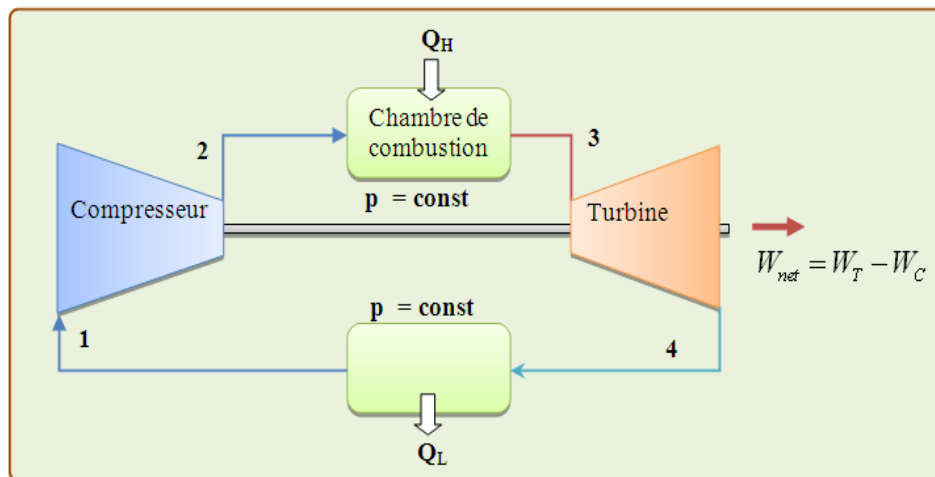 Q_H
Chambre de
combustion
2
3
Compresseur
p = const
Turbine
W_net = W_T − W_C
p = const
1
4
Q_L